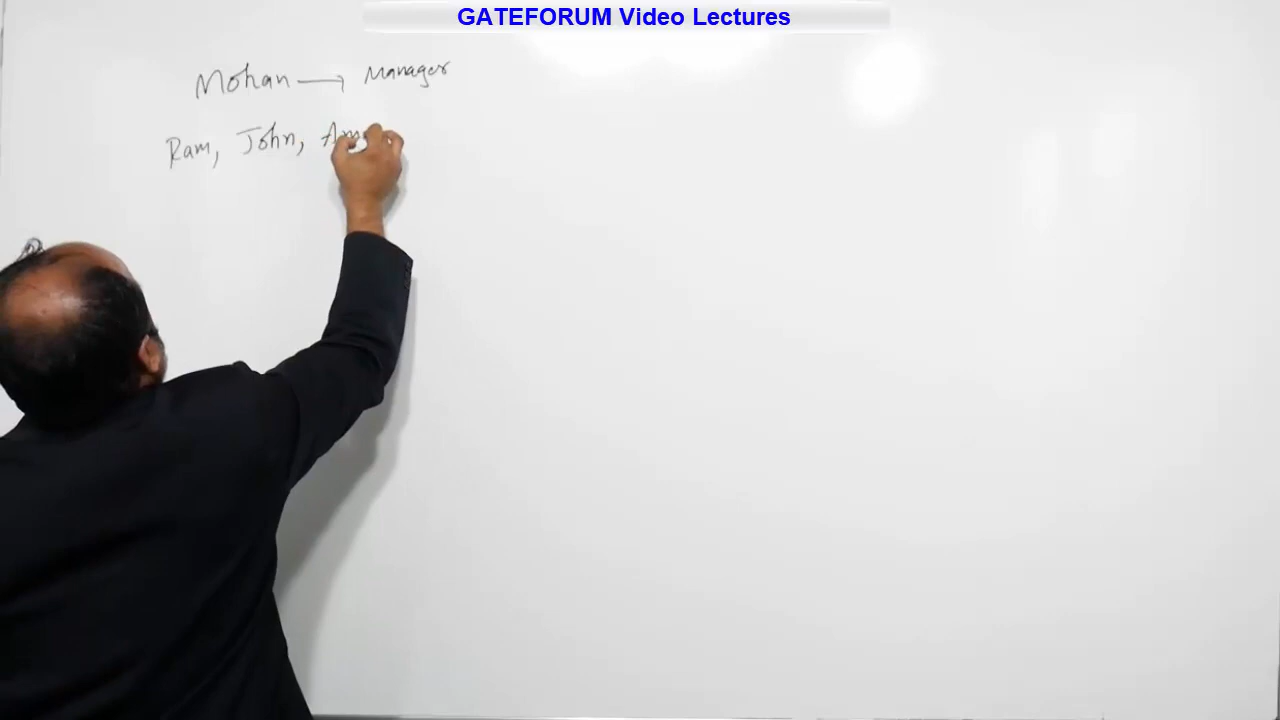 GATEFORUM Video Lectures
Mohan → Manager
Ram, John,